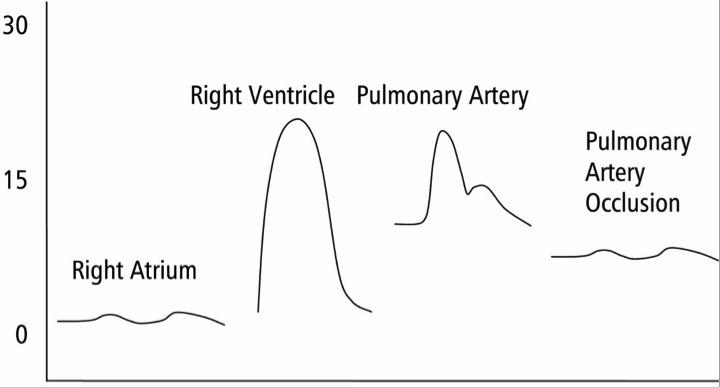 30
Right Ventricle
Pulmonary Artery
Pulmonary
Artery
Occlusion
15
Right Atrium
0